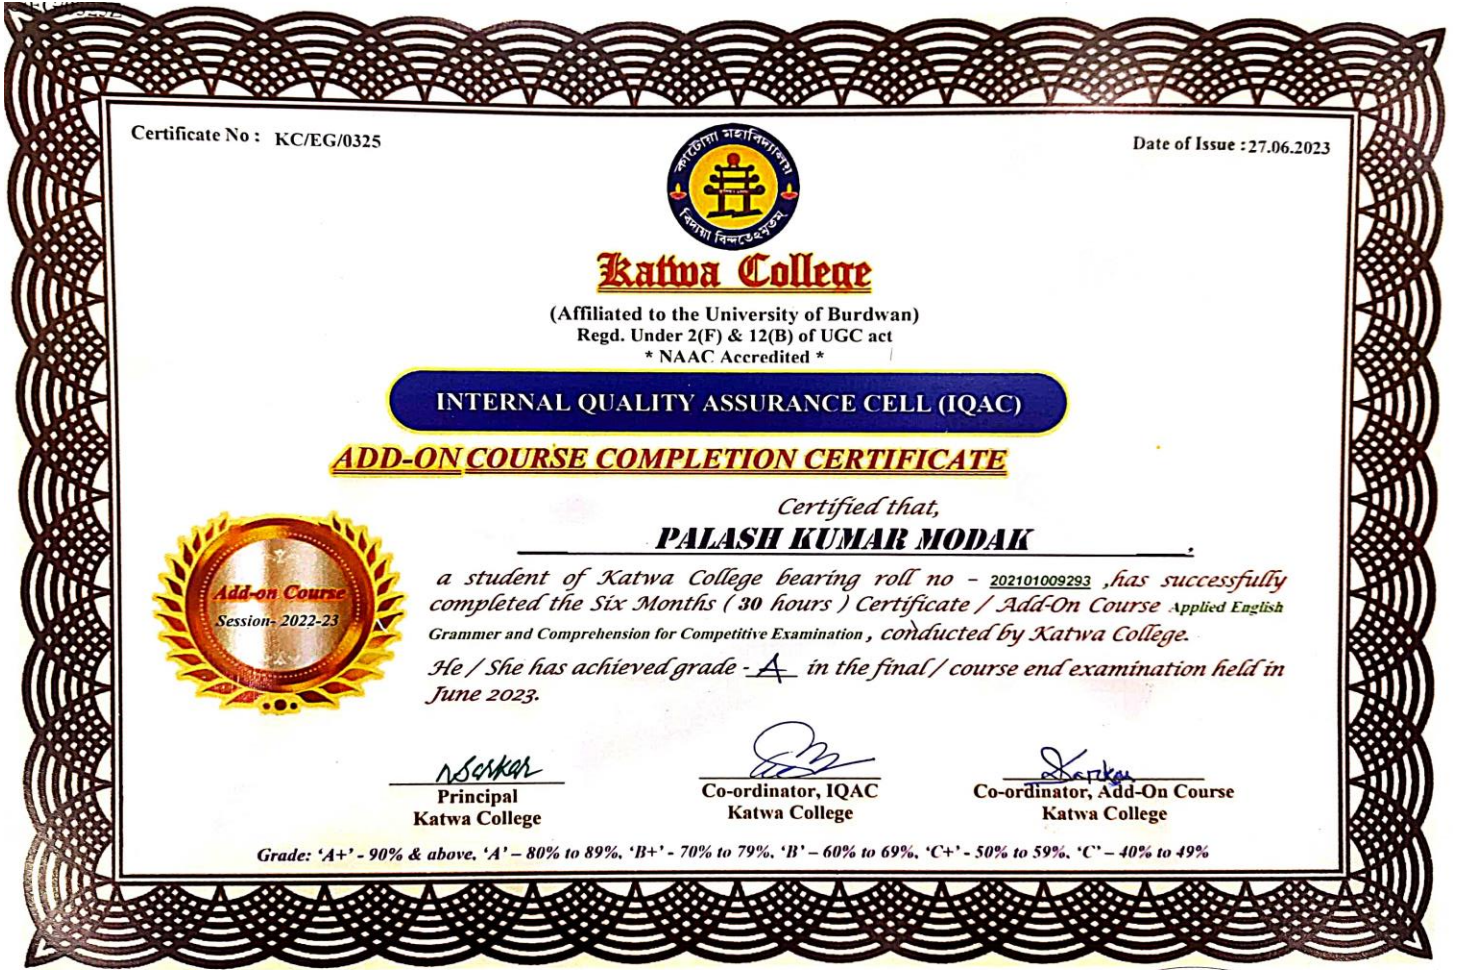 Certificate No : KC/EG/0325
Date of Issue : 27.06.2023
কাটোয়া মহাবিদ্যালয়
Katwa College
(Affiliated to the University of Burdwan)
Regd. Under 2(F) & 12(B) of UGC act
* NAAC Accredited *
INTERNAL QUALITY ASSURANCE CELL (IQAC)
ADD-ON COURSE COMPLETION CERTIFICATE
Certified that,
PALASH KUMAR MODAK.
Add-on Course
Session- 2022-23
a student of Katwa College bearing roll no - 202101009293 ,has successfully
completed the Six Months ( 30 hours ) Certificate / Add-On Course Applied English
Grammer and Comprehension for Competitive Examination , conducted by Katwa College.
He / She has achieved grade - A in the final / course end examination held in
June 2023.
NSarkar
Principal
Katwa College
Co-ordinator, IQAC
Katwa College
Sarkar
Co-ordinator, Add-On Course
Katwa College
Grade: ‘A+’ - 90% & above, ‘A’ – 80% to 89%, ‘B+’ - 70% to 79%, ‘B’ – 60% to 69%, ‘C+’ - 50% to 59%, ‘C’ – 40% to 49%